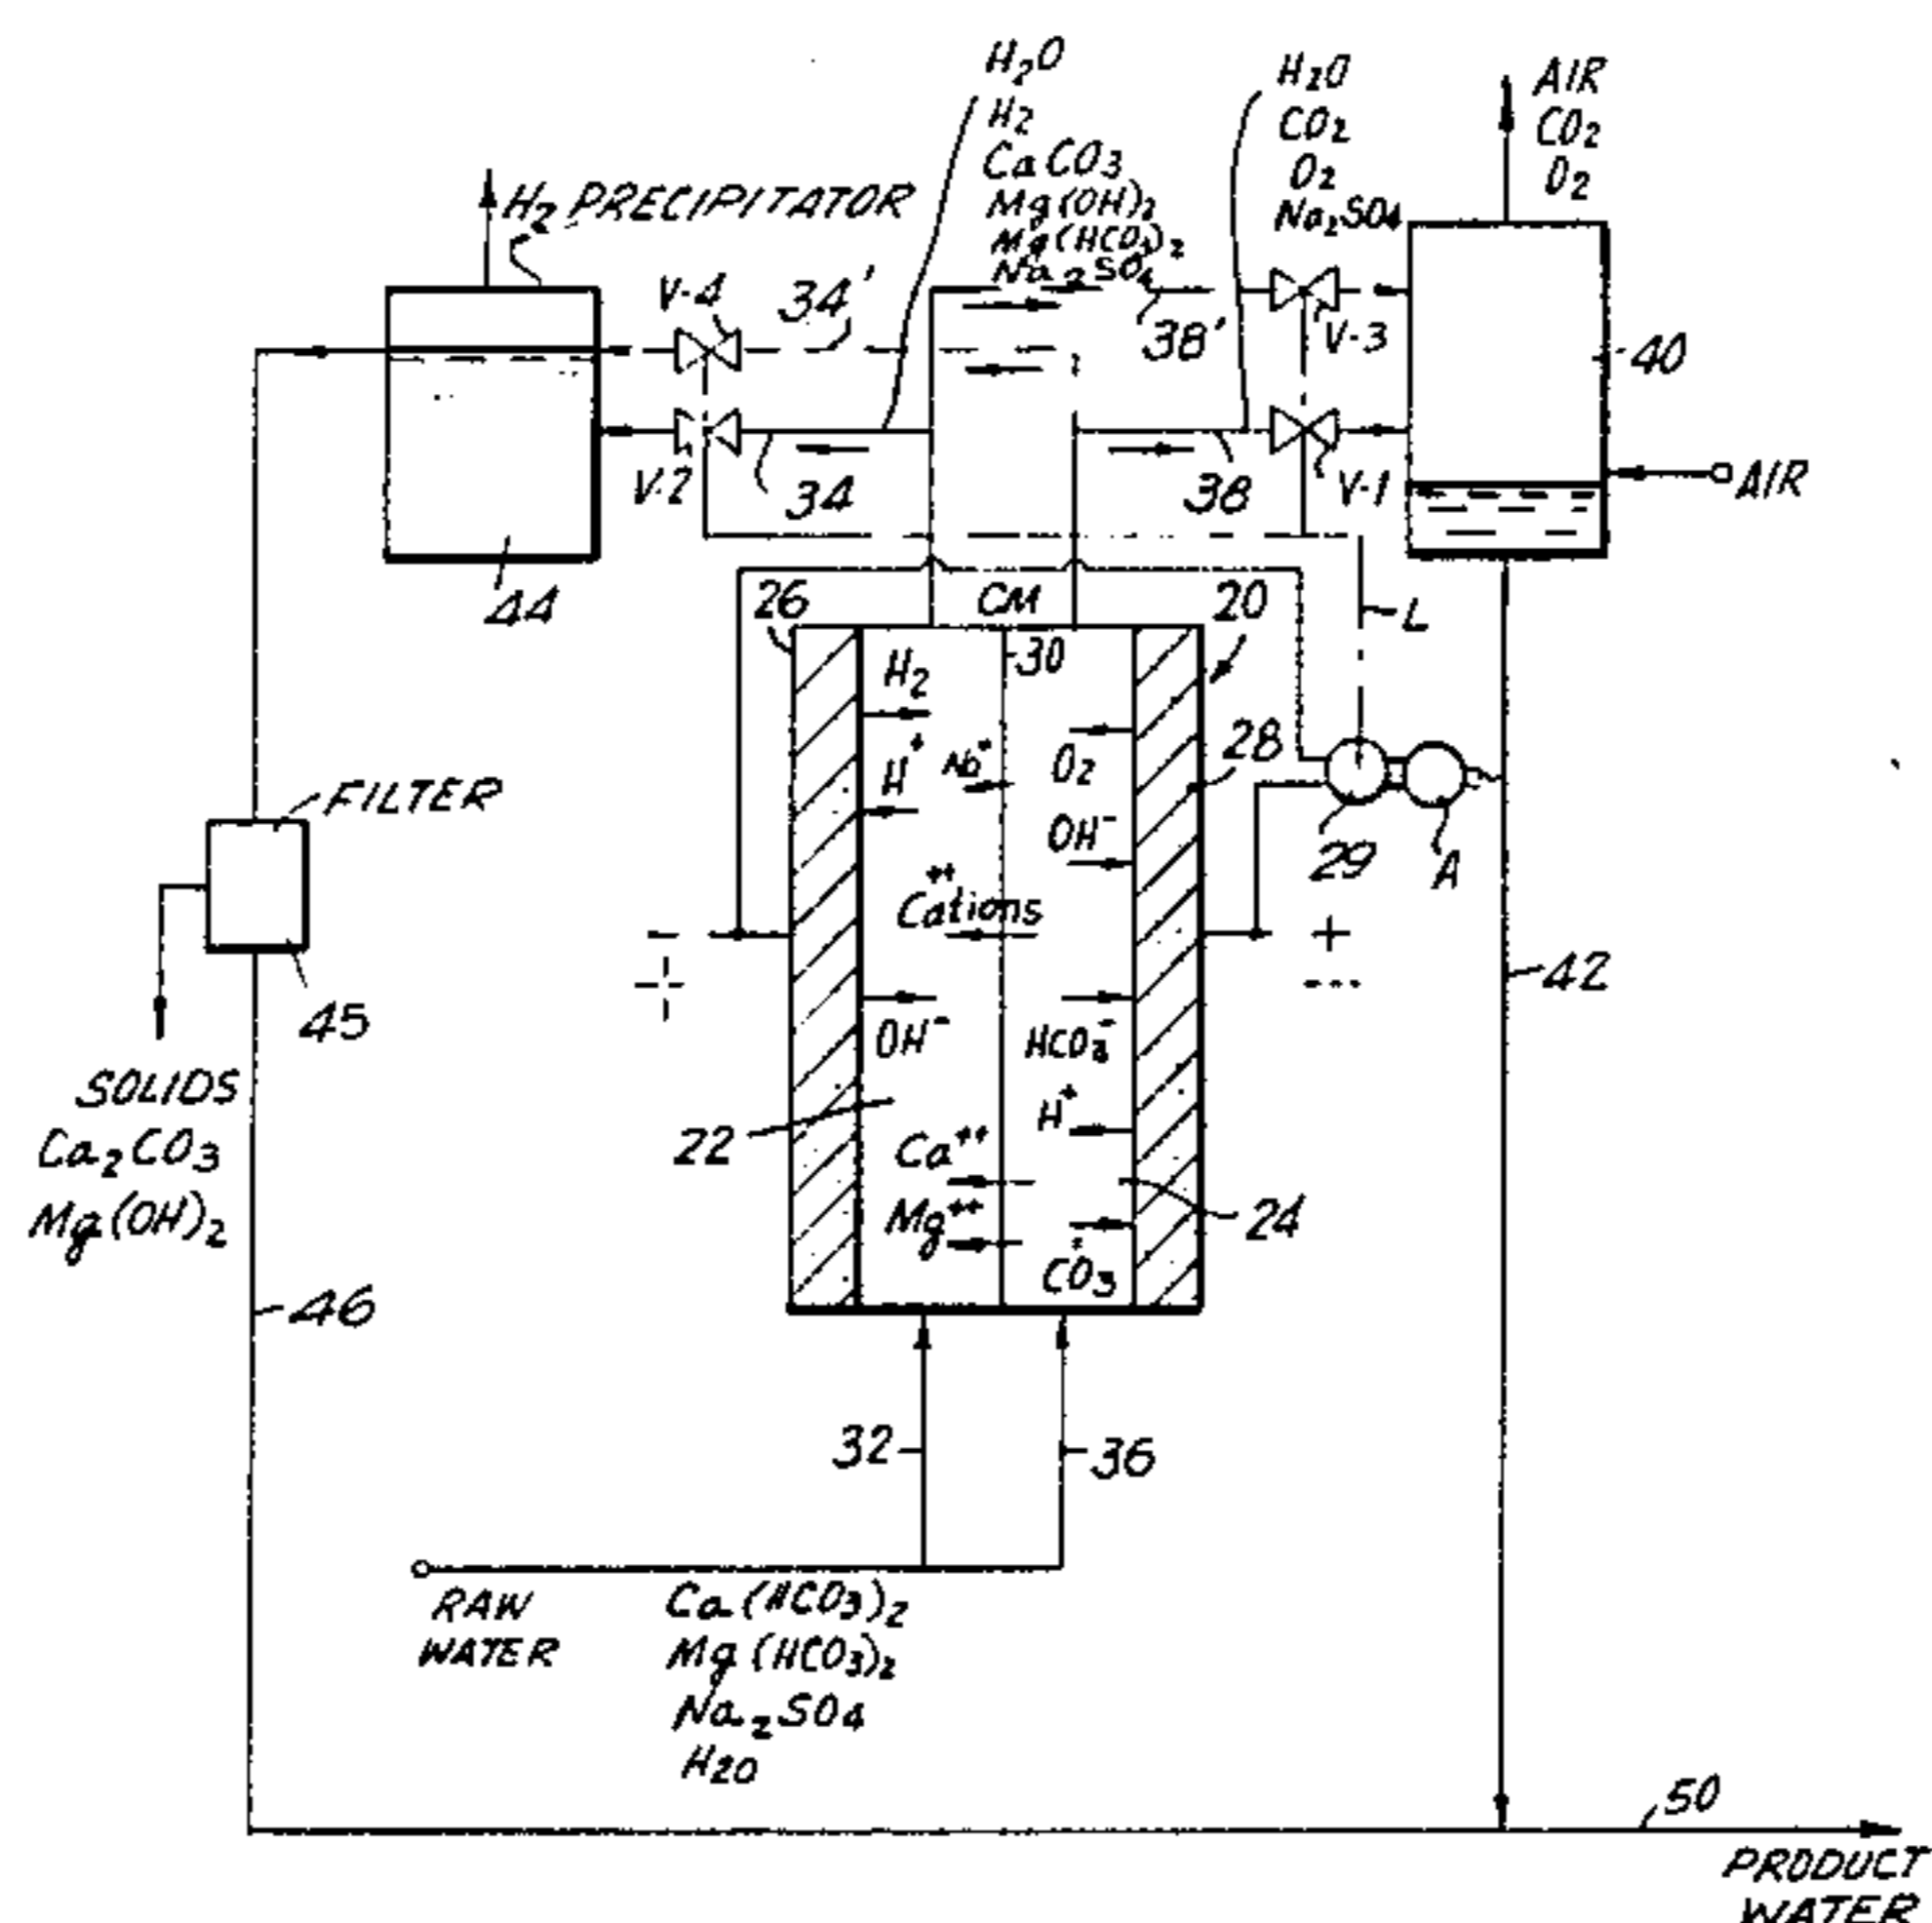 H2O
H2
CaCO3
Mg(OH)2
Mg(HCO3)2
Na2SO4
H2O
CO2
O2
Na2SO4
AIR
CO2
O2
H2 PRECIPITATOR
V-4
34'
38'
V-3
40
V-2
34
38
V-1
AIR
44
26
CM
20
L
30
H2
28
H+
O2
FILTER
OH-
29
A
++
Cations
- +
+ ---
42
45
OH-
HCO3-
SOLIDS
Ca2CO3
Mg(OH)2
22
H+
Ca++
Mg++
24
CO3
46
32
36
RAW
WATER
Ca(HCO3)2
Mg(HCO3)2
Na2SO4
H2O
50
PRODUCT
WATER